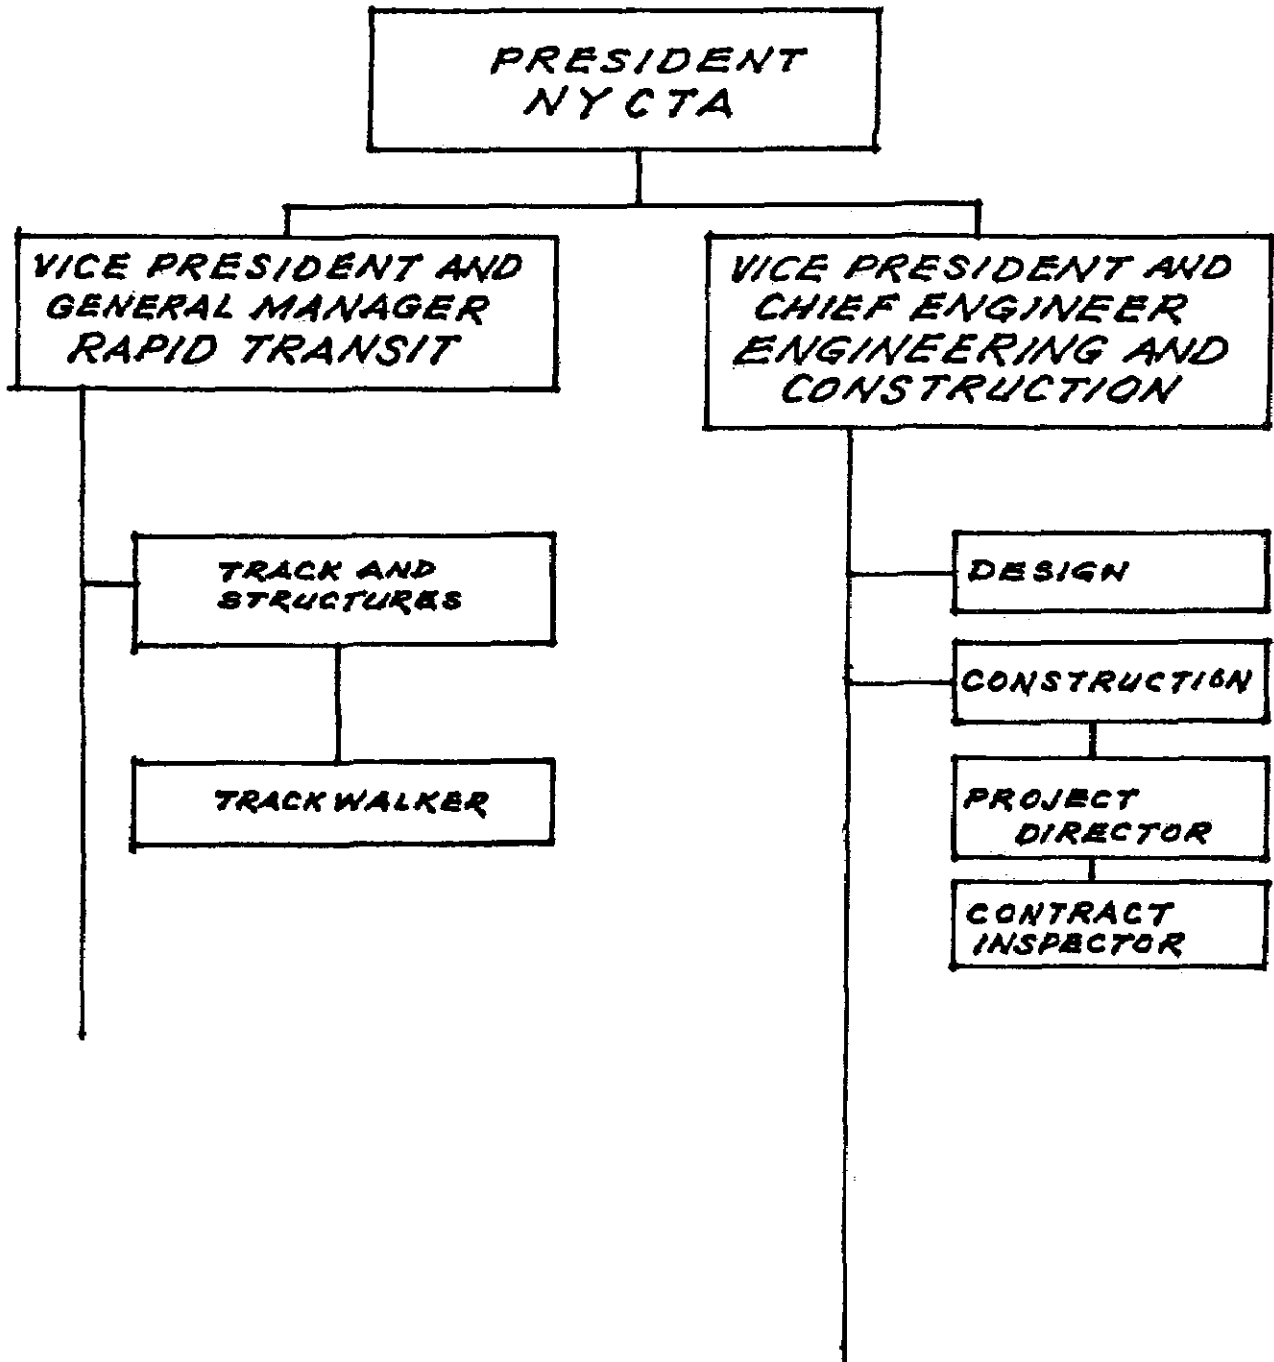 PRESIDENT
NYCTA
VICE PRESIDENT AND
GENERAL MANAGER
RAPID TRANSIT
VICE PRESIDENT AND
CHIEF ENGINEER
ENGINEERING AND
CONSTRUCTION
TRACK AND
STRUCTURES
TRACKWALKER
DESIGN
CONSTRUCTION
PROJECT
DIRECTOR
CONTRACT
INSPECTOR